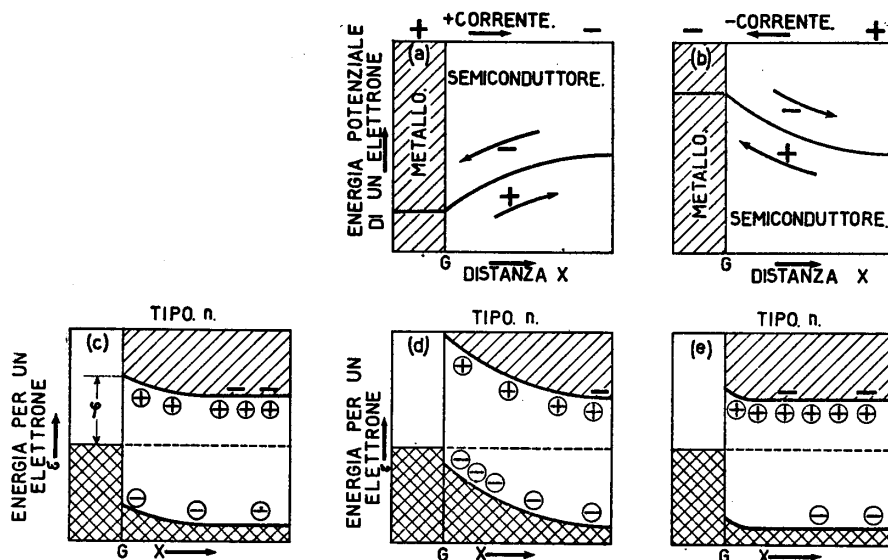 + +CORRENTE. −
(a)
SEMICONDUTTORE.
METALLO.
− +
ENERGIA POTENZIALE
DI UN ELETTRONE
G
DISTANZA X
− −CORRENTE. +
(b)
METALLO.
− +
SEMICONDUTTORE.
G
DISTANZA X
TIPO. n.
(c)
− −
+ + + + +
φ
ENERGIA PER UN
ELETTRONE
ε
− − −
G X
TIPO. n.
(d)
−
+ + + +
ENERGIA PER UN
ELETTRONE
ε
− − − − −
G X
TIPO. n.
(e)
− −
+ + + + + +
− −
G X